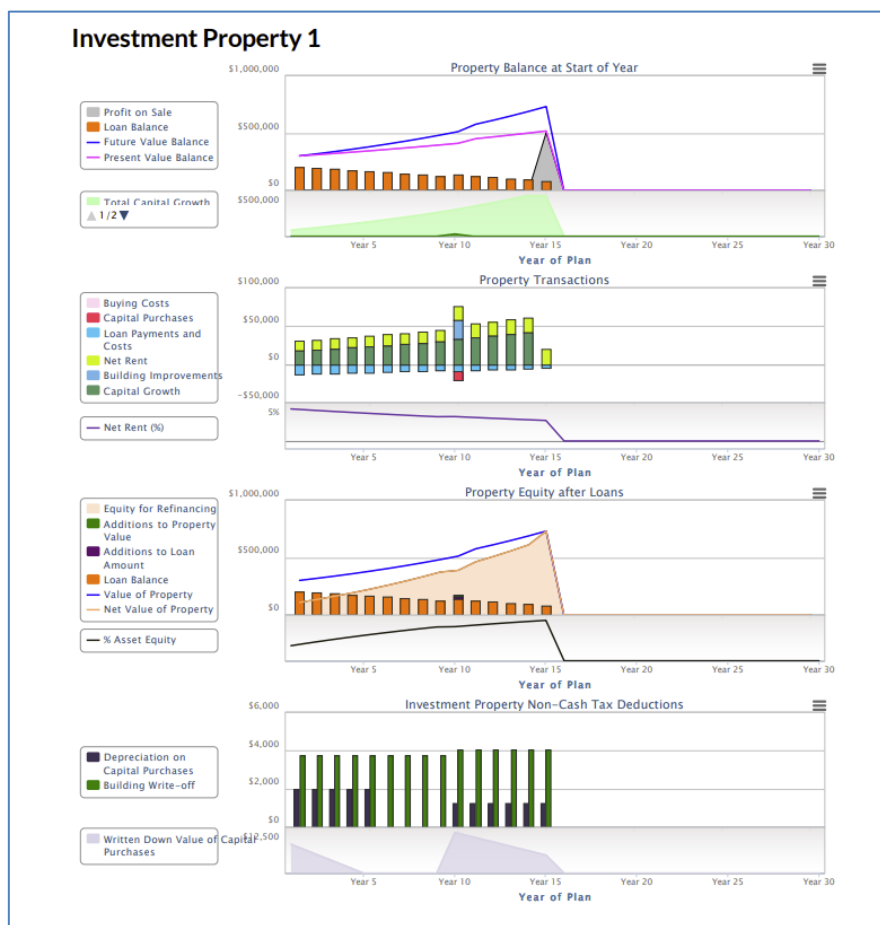 Investment Property 1
Property Balance at Start of Year
$1,000,000
$500,000
$0
Profit on Sale
Loan Balance
Future Value Balance
Present Value Balance
Total Capital Growth
1/2
$500,000
Year 5
Year 10
Year 15
Year 20
Year 25
Year 30
Year of Plan
Property Transactions
$100,000
$50,000
$0
-$50,000
Buying Costs
Capital Purchases
Loan Payments and
Costs
Net Rent
Building Improvements
Capital Growth
5%
Net Rent (%)
Year 5
Year 10
Year 15
Year 20
Year 25
Year 30
Year of Plan
Property Equity after Loans
$1,000,000
$500,000
$0
Equity for Refinancing
Additions to Property
Value
Additions to Loan
Amount
Loan Balance
Value of Property
Net Value of Property
% Asset Equity
Year 5
Year 10
Year 15
Year 20
Year 25
Year 30
Year of Plan
Investment Property Non-Cash Tax Deductions
$6,000
$4,000
$2,000
$0
Depreciation on
Capital Purchases
Building Write-off
$12,500
Written Down Value of Capital
Purchases
Year 5
Year 10
Year 15
Year 20
Year 25
Year 30
Year of Plan